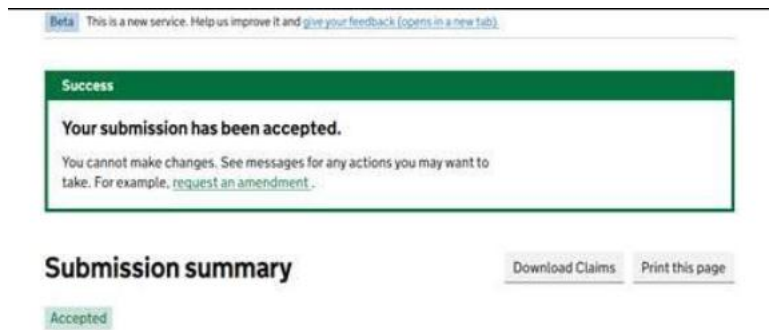 Beta This is a new service. Help us improve it and give your feedback (opens in a new tab)
Success
Your submission has been accepted.
You cannot make changes. See messages for any actions you may want to
take. For example, request an amendment .
Submission summary
Download Claims
Print this page
Accepted